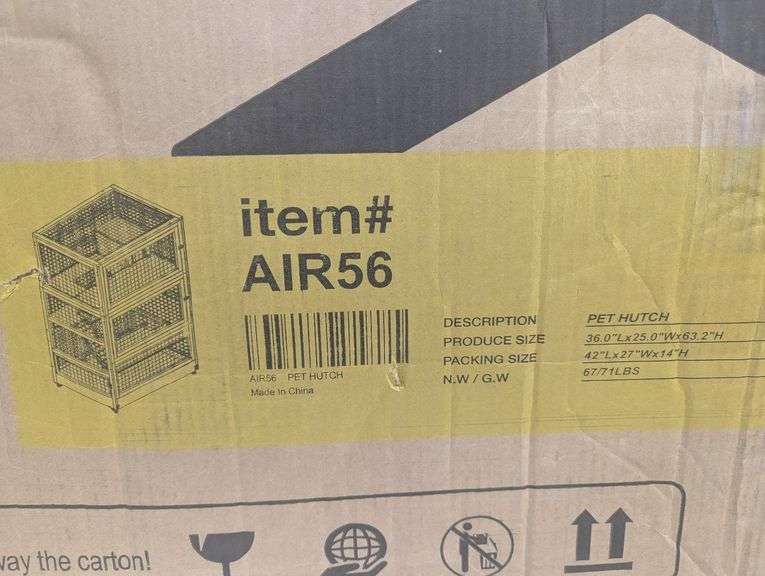 item#
AIR56
AIR56 PET HUTCH
Made in China
DESCRIPTION PET HUTCH
PRODUCE SIZE 36.0"Lx25.0"Wx63.2"H
PACKING SIZE 42"Lx27"Wx14"H
N.W / G.W 67/71LBS
way the carton!